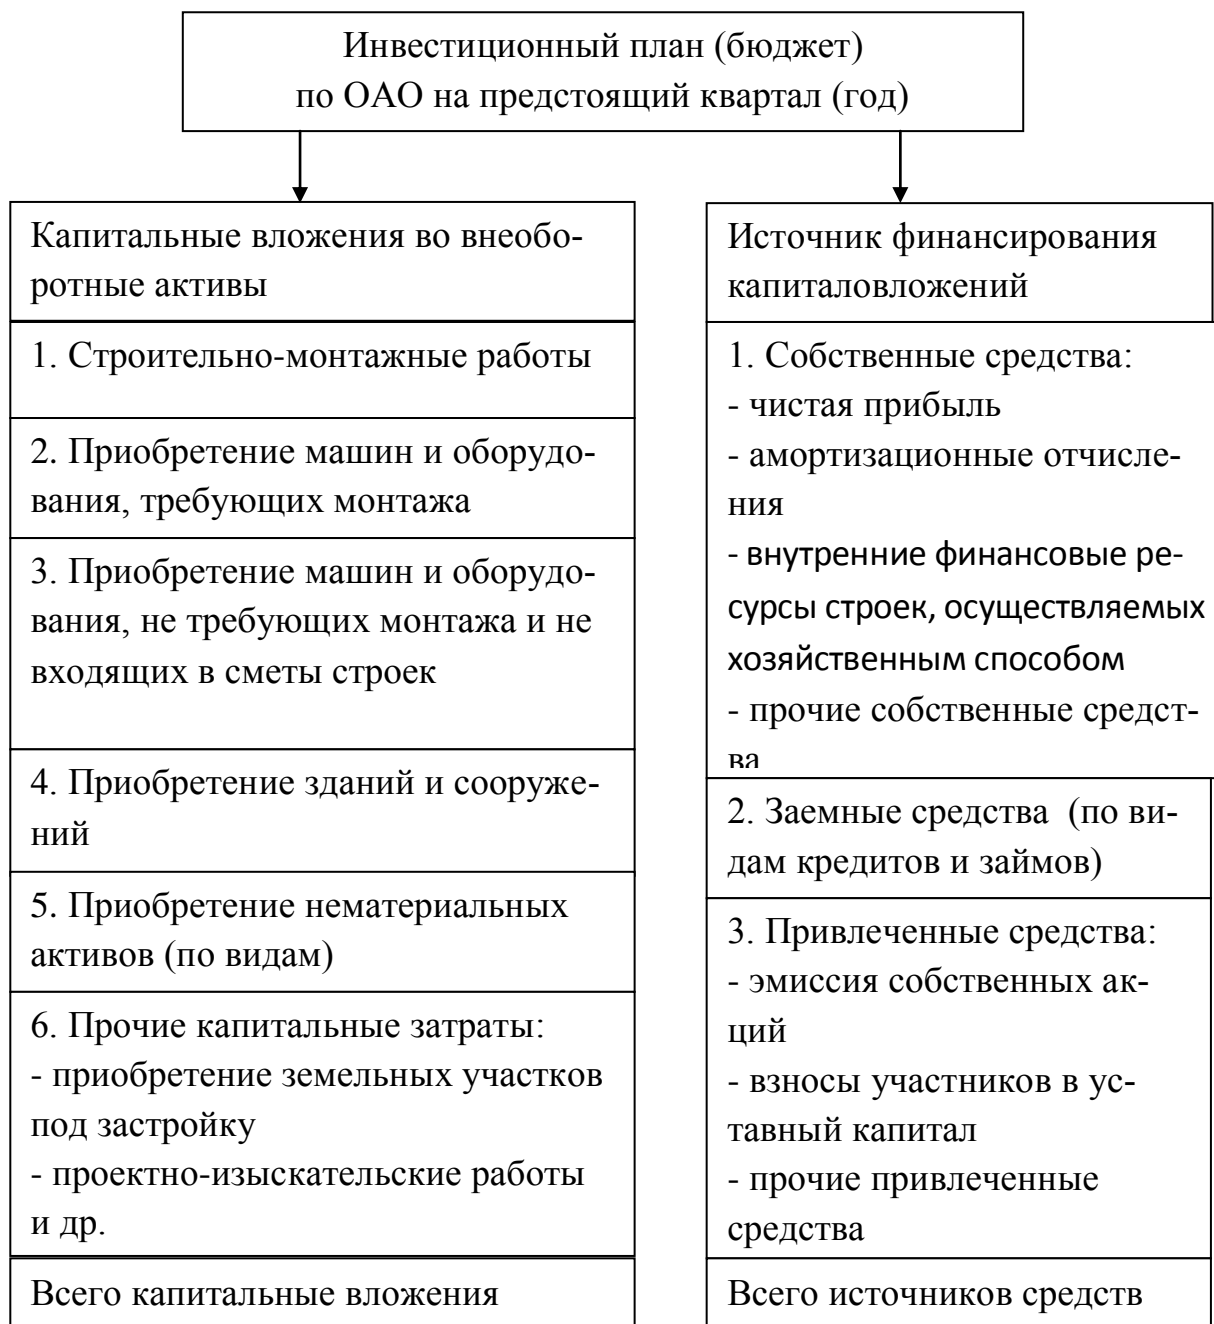 Инвестиционный план (бюджет)
по ОАО на предстоящий квартал (год)
Капитальные вложения во внеобо-
ротные активы
1. Строительно-монтажные работы
2. Приобретение машин и оборудо-
вания, требующих монтажа
3. Приобретение машин и оборудо-
вания, не требующих монтажа и не
входящих в сметы строек
4. Приобретение зданий и сооруже-
ний
5. Приобретение нематериальных
активов (по видам)
6. Прочие капитальные затраты:
- приобретение земельных участков
под застройку
- проектно-изыскательские работы
и др.
Всего капитальные вложения
Источник финансирования
капиталовложений
1. Собственные средства:
- чистая прибыль
- амортизационные отчисле-
ния
- внутренние финансовые ре-
сурсы строек, осуществляемых
хозяйственным способом
- прочие собственные средст-
ва
2. Заемные средства  (по ви-
дам кредитов и займов)
3. Привлеченные средства:
- эмиссия собственных ак-
ций
- взносы участников в ус-
тавный капитал
- прочие привлеченные
средства
Всего источников средств